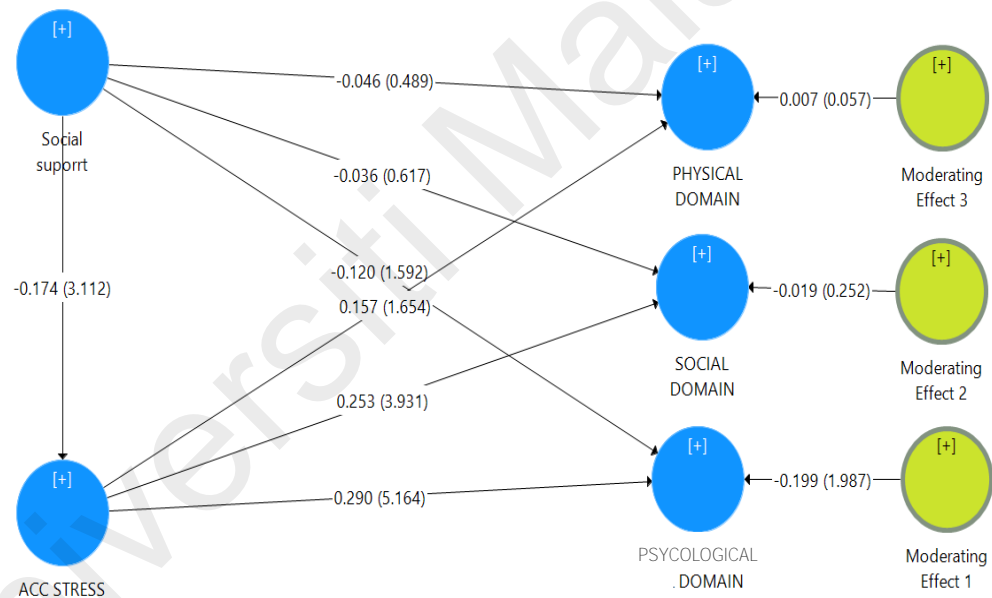 [+]
Social
suporrt
-0.174 (3.112)
[+]
ACC STRESS
-0.046 (0.489)
-0.036 (0.617)
-0.120 (1.592)
0.157 (1.654)
0.253 (3.931)
0.290 (5.164)
[+]
PHYSICAL
DOMAIN
[+]
SOCIAL
DOMAIN
[+]
PSYCOLOGICAL
. DOMAIN
0.007 (0.057)
-0.019 (0.252)
-0.199 (1.987)
[+]
Moderating
Effect 3
[+]
Moderating
Effect 2
[+]
Moderating
Effect 1